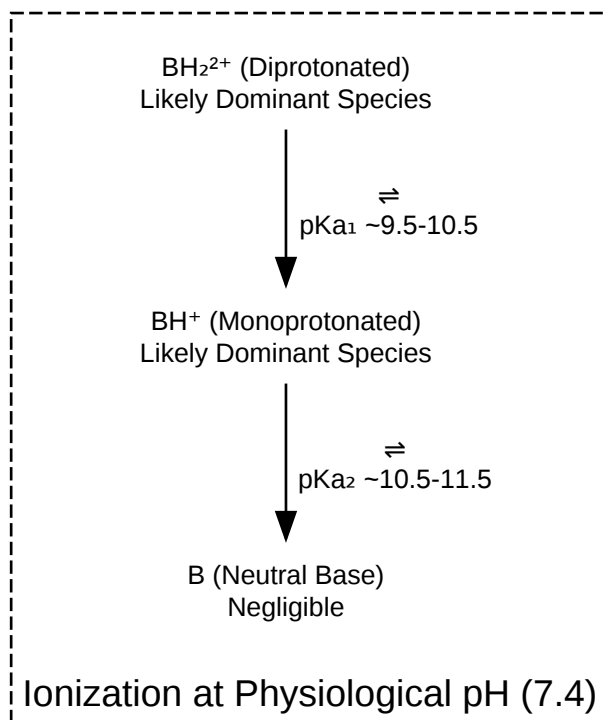 BH₂²⁺ (Diprotonated)
Likely Dominant Species
⇌
pKa₁ ~9.5-10.5
BH⁺ (Monoprotonated)
Likely Dominant Species
⇌
pKa₂ ~10.5-11.5
B (Neutral Base)
Negligible
Ionization at Physiological pH (7.4)